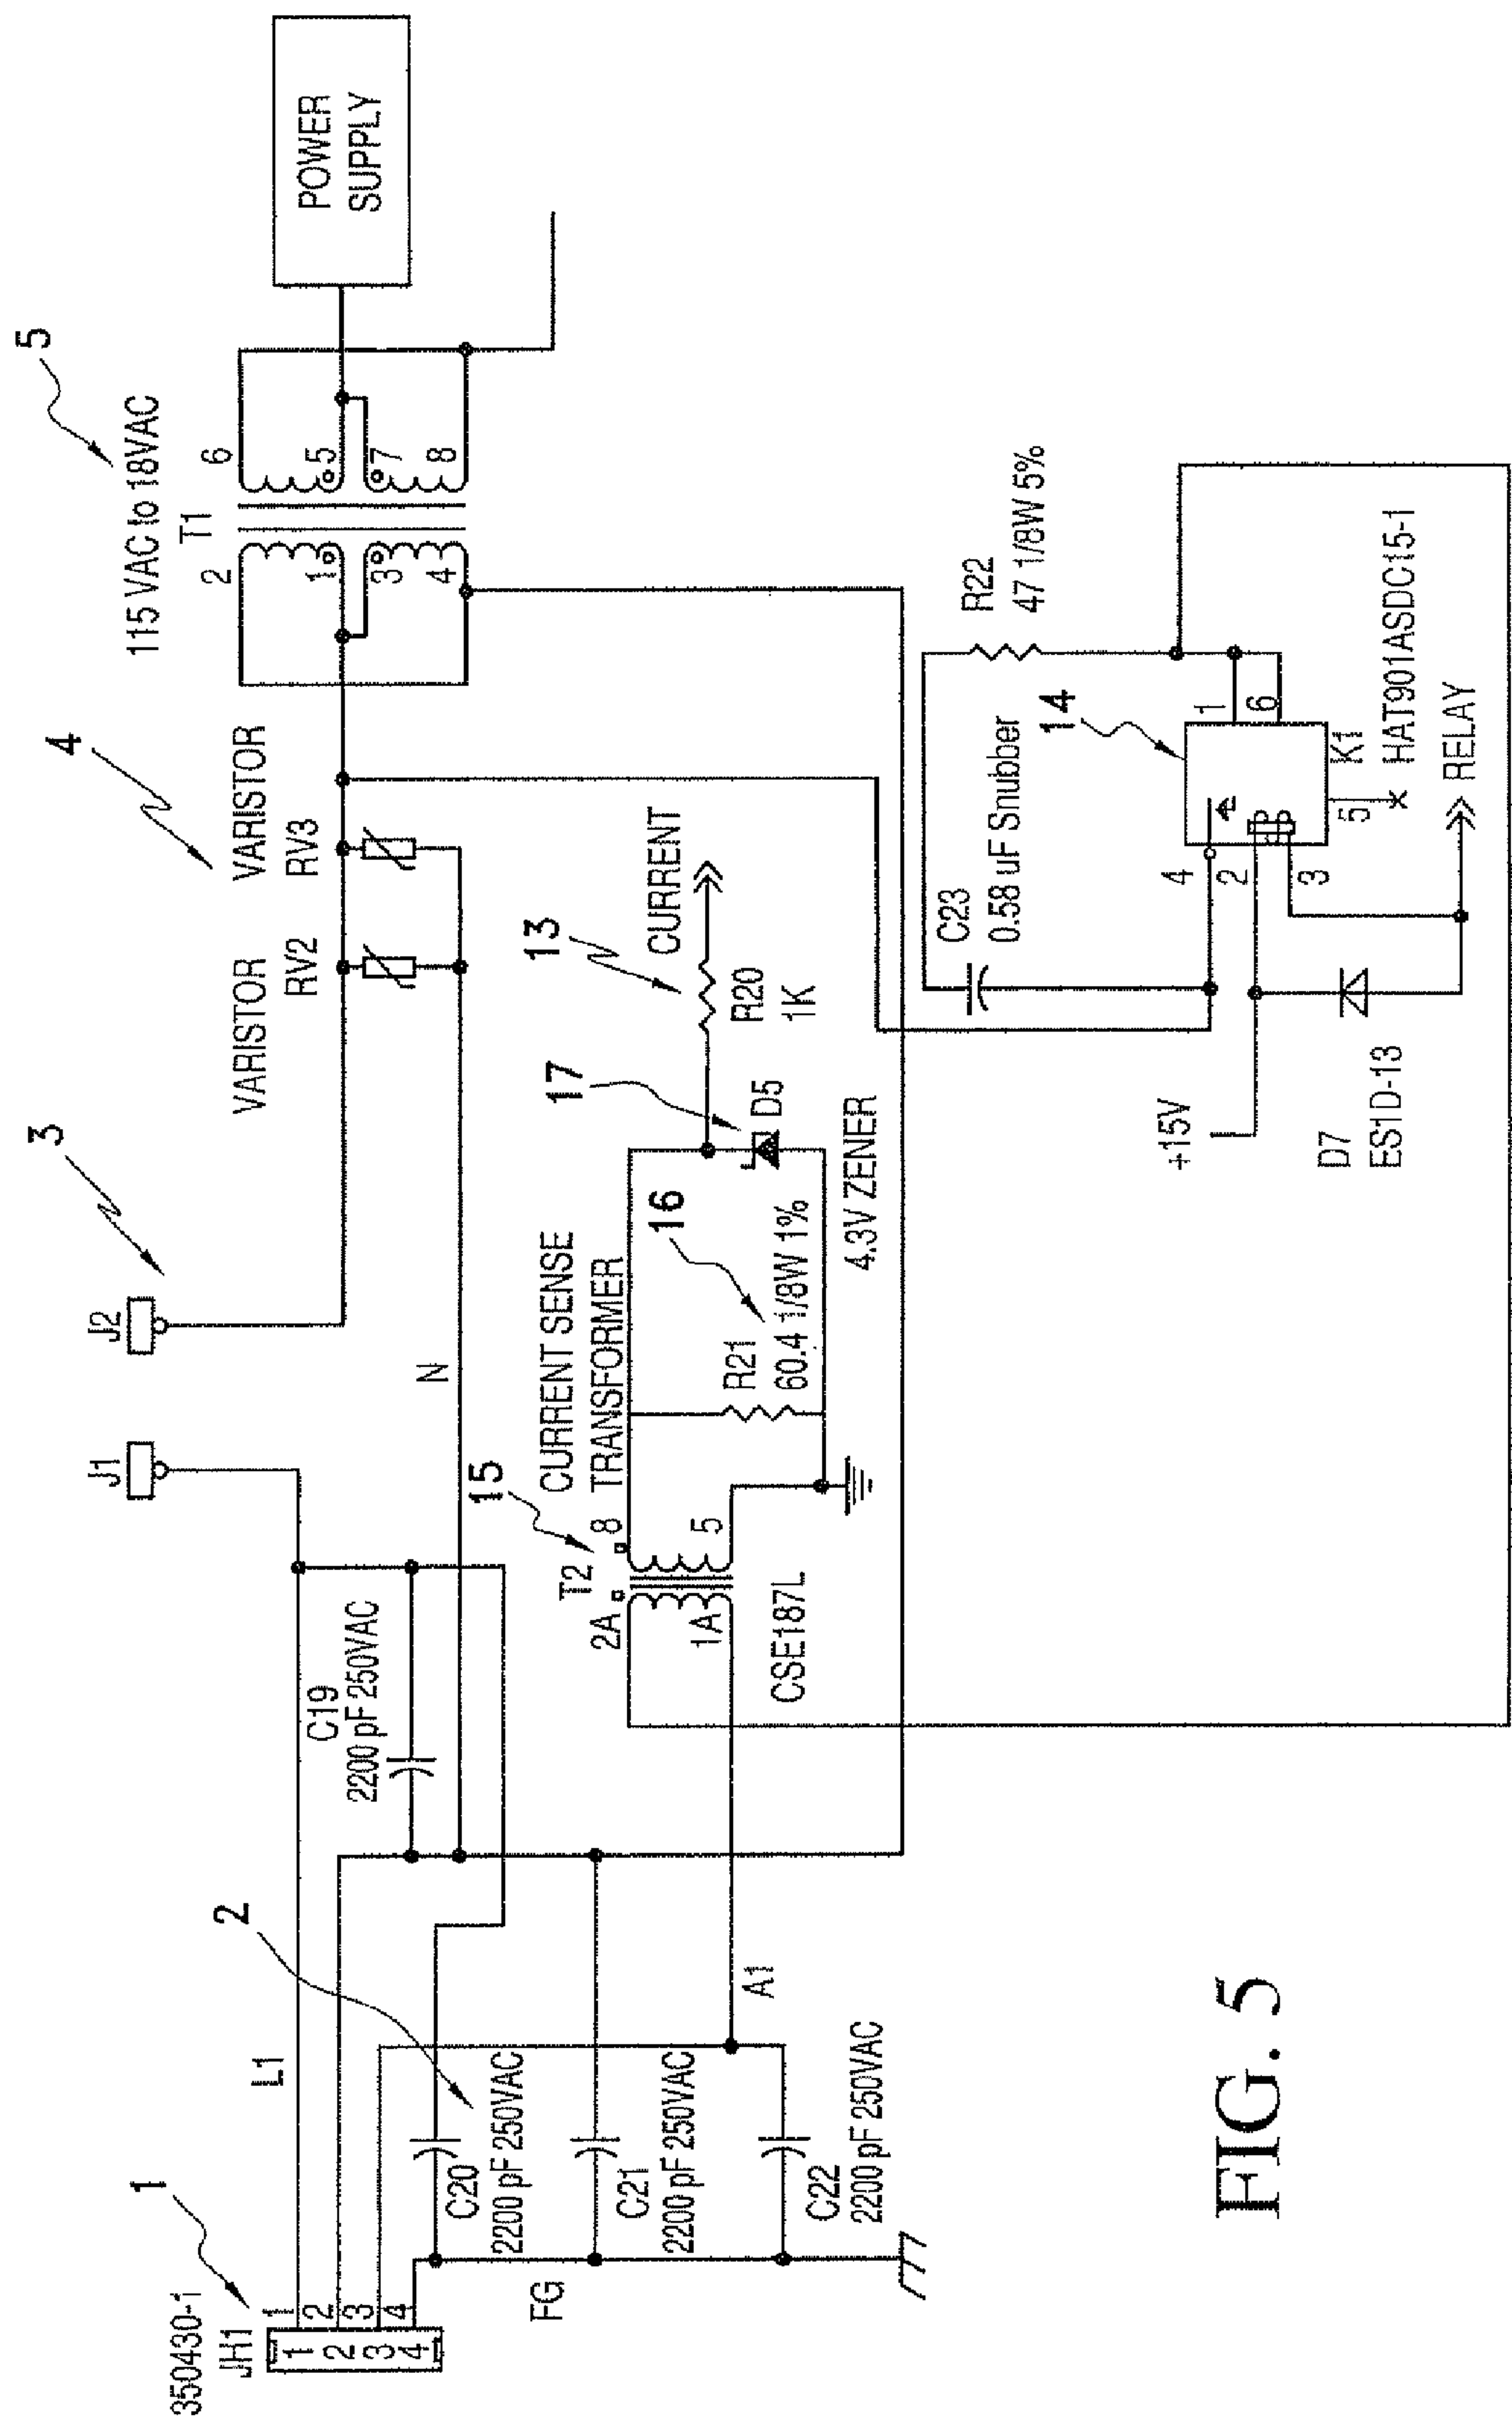 350430-1
JH1
1
1
2
3
4
1
2
3
4
L1
2
C20
2200 pF 250VAC
C21
2200 pF 250VAC
C22
2200 pF 250VAC
FG
A1
C19
2200 pF 250VAC
J1
J2
3
N
VARISTOR
RV2
VARISTOR
RV3
4
115 VAC to 18VAC
T1
5
2
1
3
4
6
5
7
8
POWER
SUPPLY
15
CURRENT SENSE
TRANSFORMER
T2
2A
1A
8
5
CSE187L
R21
60.4 1/8W 1%
16
17
D5
4.3V ZENER
13
R20
1K
CURRENT
C23
0.58 uF Snubber
R22
47 1/8W 5%
14
4
2
3
1
6
5
K1
HAT901ASDC15-1
RELAY
+15V
D7
ES1D-13
FIG. 5